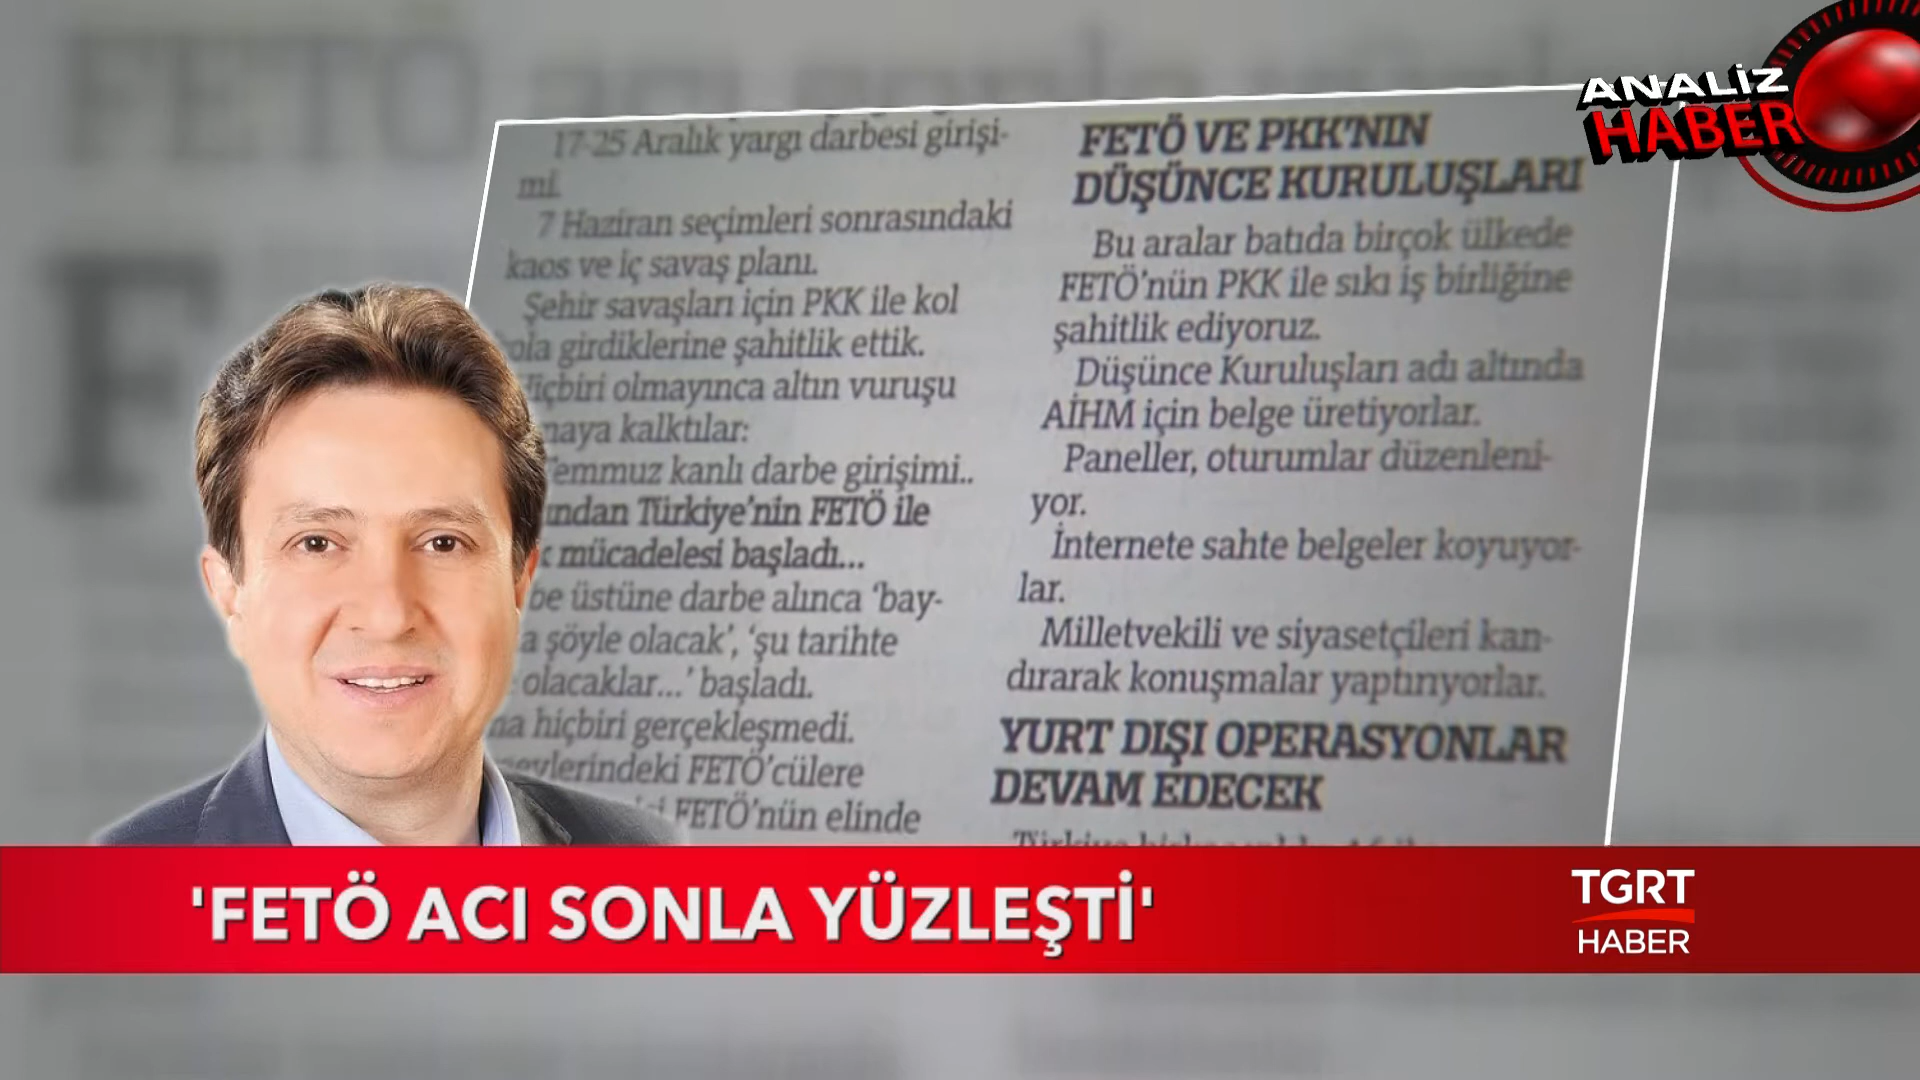 ANALİZ
HABER
17-25 Aralık yargı darbesi girişi-
mi.
7 Haziran seçimleri sonrasındaki
kaos ve iç savaş planı.
Şehir savaşları için PKK ile kol
kola girdiklerine şahitlik ettik.
Hiçbiri olmayınca altın vuruşu
maya kalktılar:
Temmuz kanlı darbe girişimi..
ından Türkiye'nin FETÖ ile
k mücadelesi başladı...
be üstüne darbe alınca 'bay-
a şöyle olacak', 'şu tarihte
olacaklar...' başladı.
ma hiçbiri gerçekleşmedi.
evlerindeki FETÖ'cülere
FETÖ'nün elinde
FETÖ VE PKK'NIN
DÜŞÜNCE KURULUŞLARI
Bu aralar batıda birçok ülkede
FETÖ'nün PKK ile sıkı iş birliğine
şahitlik ediyoruz.
Düşünce Kuruluşları adı altında
AİHM için belge üretiyorlar.
Paneller, oturumlar düzenleni-
yor.
İnternete sahte belgeler koyuyor-
lar.
Milletvekili ve siyasetçileri kan-
dırarak konuşmalar yaptırıyorlar.
YURT DIŞI OPERASYONLAR
DEVAM EDECEK
'FETÖ ACI SONLA YÜZLEŞTİ'
TGRT
HABER